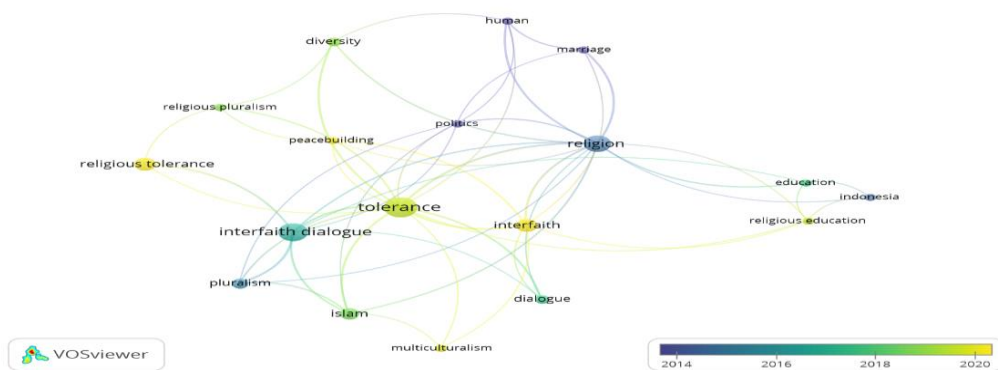 human
diversity
marriage
religious pluralism
politics
peacebuilding
religion
religious tolerance
education
indonesia
tolerance
religious education
interfaith
interfaith dialogue
pluralism
dialogue
islam
multiculturalism
VOSviewer
2014 2016 2018 2020